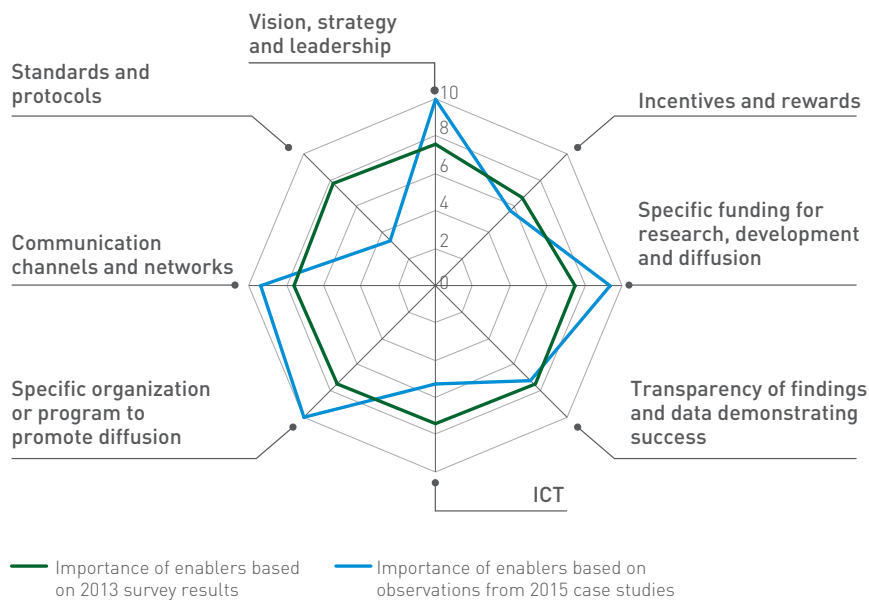 Vision, strategy
and leadership
Standards and
protocols
Incentives and rewards
10
8
6
4
2
0
Specific funding for
research, development
and diffusion
Communication
channels and networks
Specific organization
or program to
promote diffusion
Transparency of findings
and data demonstrating
success
ICT
Importance of enablers based
on 2013 survey results
Importance of enablers based on
observations from 2015 case studies